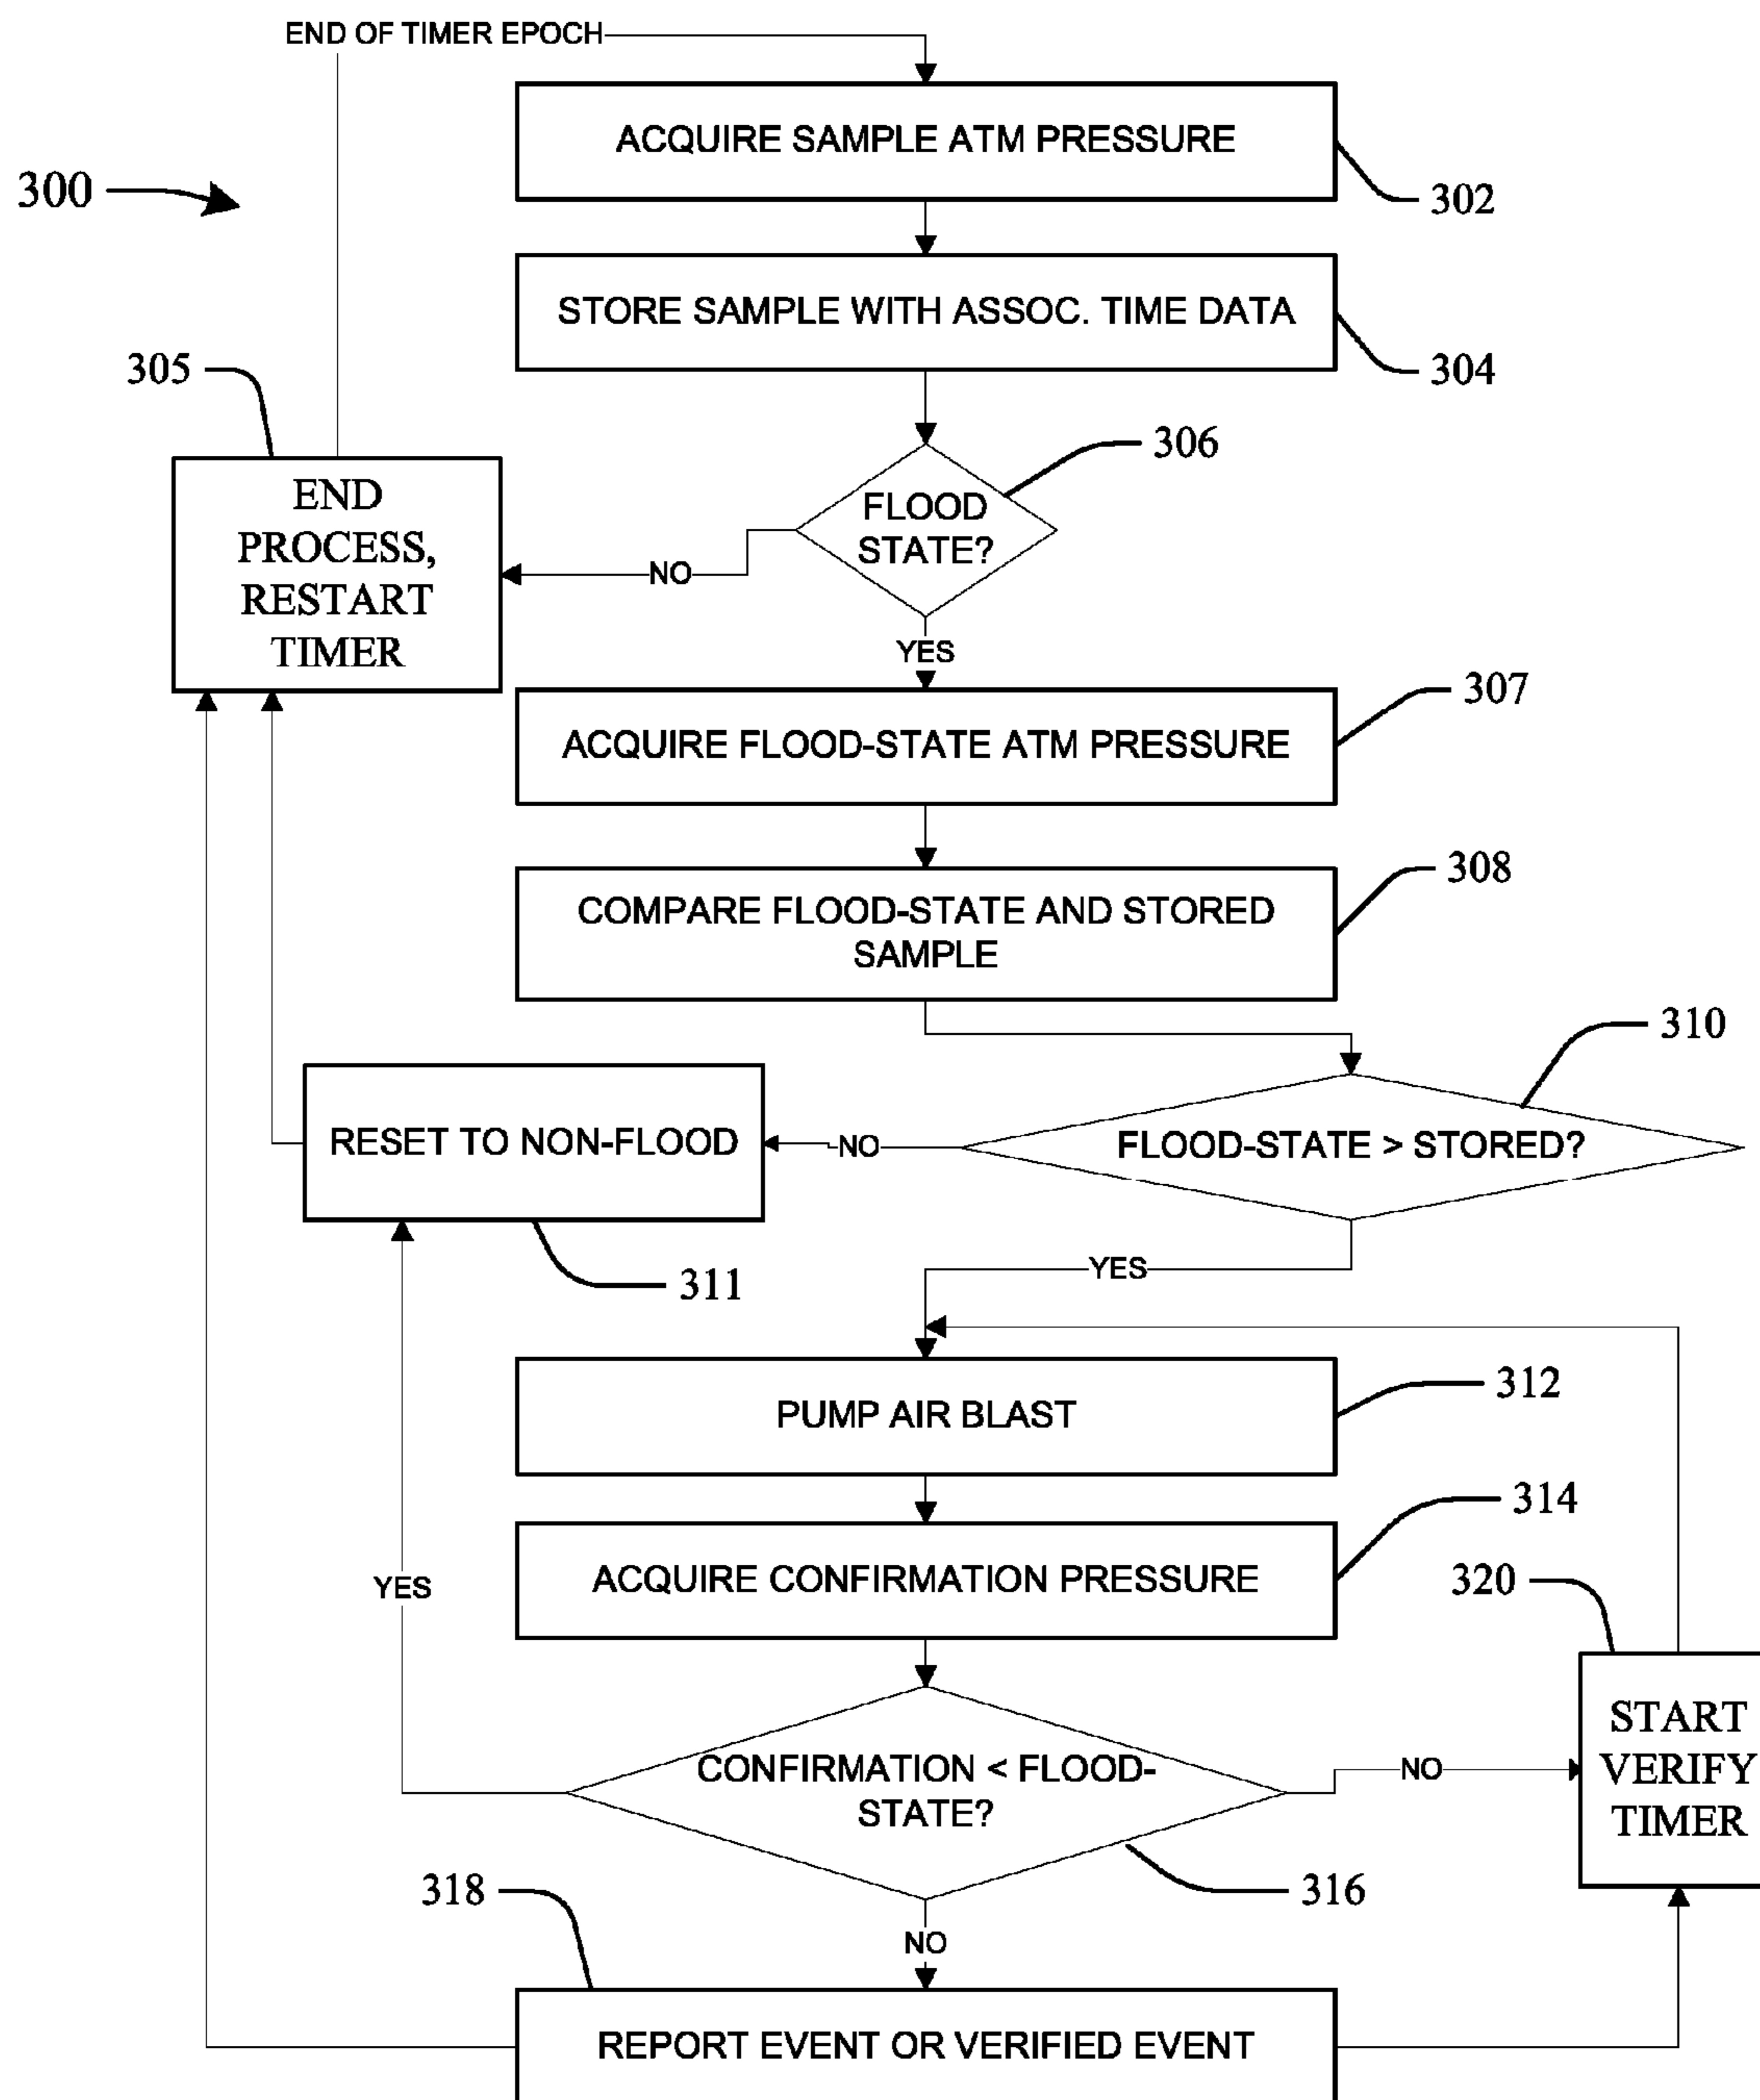 END OF TIMER EPOCH
300
ACQUIRE SAMPLE ATM PRESSURE
302
STORE SAMPLE WITH ASSOC. TIME DATA
304
305
306
END
PROCESS,
RESTART
TIMER
FLOOD
STATE?
NO
YES
307
ACQUIRE FLOOD-STATE ATM PRESSURE
308
COMPARE FLOOD-STATE AND STORED
SAMPLE
310
RESET TO NON-FLOOD
NO
FLOOD-STATE > STORED?
311
YES
PUMP AIR BLAST
312
314
ACQUIRE CONFIRMATION PRESSURE
YES
320
START
VERIFY
TIMER
CONFIRMATION < FLOOD-
STATE?
NO
318
316
NO
REPORT EVENT OR VERIFIED EVENT